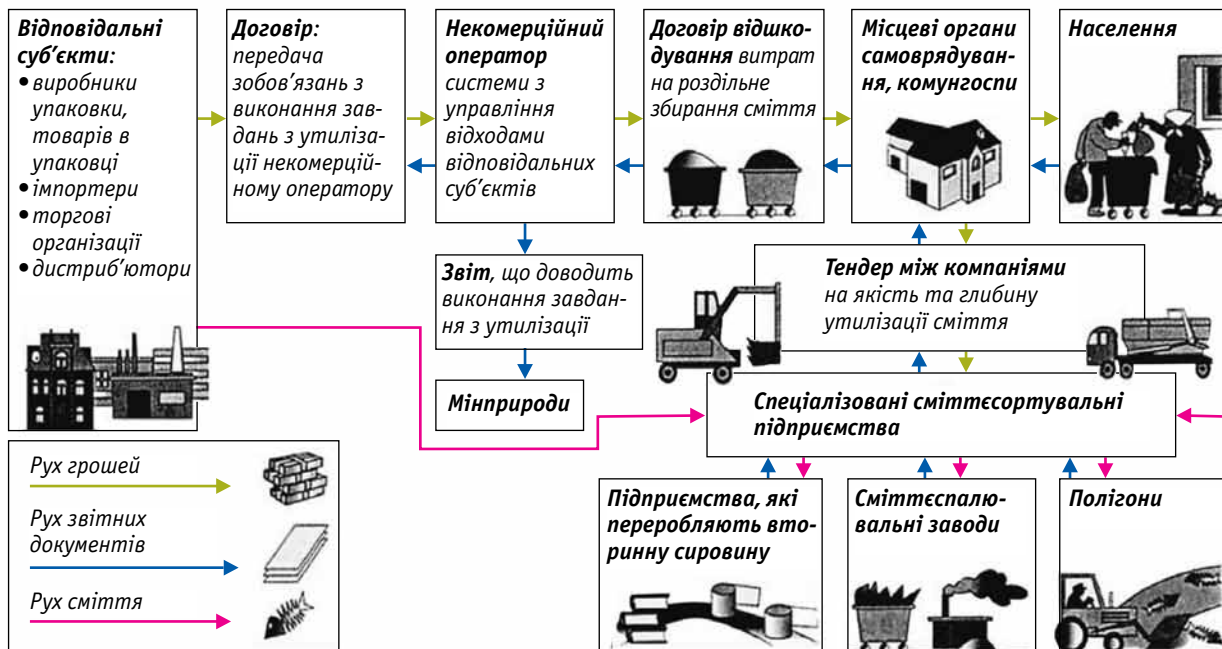 Відповідальні
суб’єкти:
• виробники
упаковки,
товарів в
упаковці
• імпортери
• торгові
організації
• дистриб’ютори
Договір:
передача
зобов’язань з
виконання зав-
дань з утиліза-
ції некомерцій-
ному оператору
Некомерційний
оператор
системи з
управління
відходами
відповідальних
суб’єктів
Договір відшко-
дування витрат
на роздільне
збирання сміття
Місцеві органи
самоврядуван-
ня, комунгоспи
Населення
Звіт, що доводить
виконання завдан-
ня з утилізації
Мінприроди
Тендер між компаніями
на якість та глибину
утилізації сміття
Спеціалізовані сміттєсортувальні
підприємства
Рух грошей
Рух звітних
документів
Рух сміття
Підприємства, які
переробляють вто-
ринну сировину
Сміттєспалю-
вальні заводи
Полігони